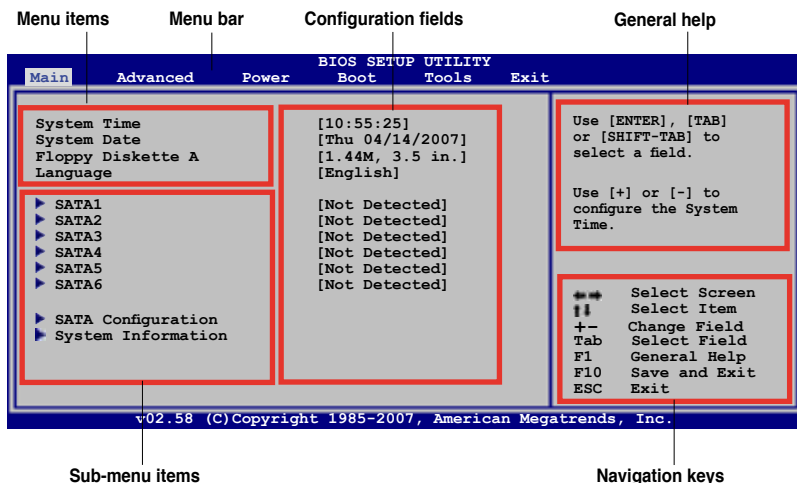 Menu items Menu bar Configuration fields General help
BIOS SETUP UTILITY
Main Advanced Power Boot Tools Exit
System Time [10:55:25]
System Date [Thu 04/14/2007]
Floppy Diskette A [1.44M, 3.5 in.]
Language [English]
SATA1 [Not Detected]
SATA2 [Not Detected]
SATA3 [Not Detected]
SATA4 [Not Detected]
SATA5 [Not Detected]
SATA6 [Not Detected]
SATA Configuration
System Information
Use [ENTER], [TAB]
or [SHIFT-TAB] to
select a field.
Use [+] or [-] to
configure the System
Time.
Select Screen
Select Item
+- Change Field
Tab Select Field
F1 General Help
F10 Save and Exit
ESC Exit
v02.58 (C)Copyright 1985-2007, American Megatrends, Inc.
Sub-menu items Navigation keys